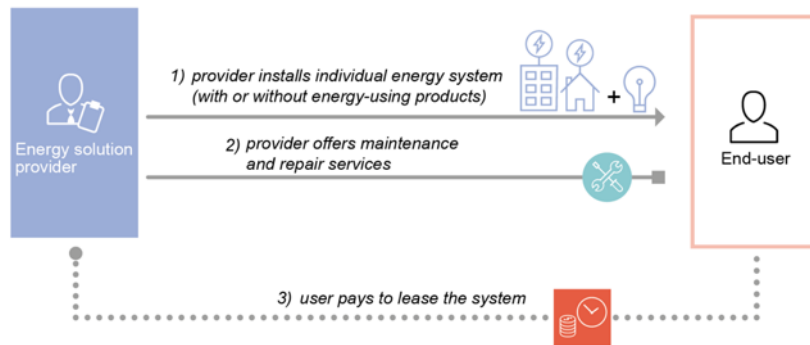 1) provider installs individual energy system
(with or without energy-using products)
2) provider offers maintenance
and repair services
Energy solution
provider
End-user
3) user pays to lease the system